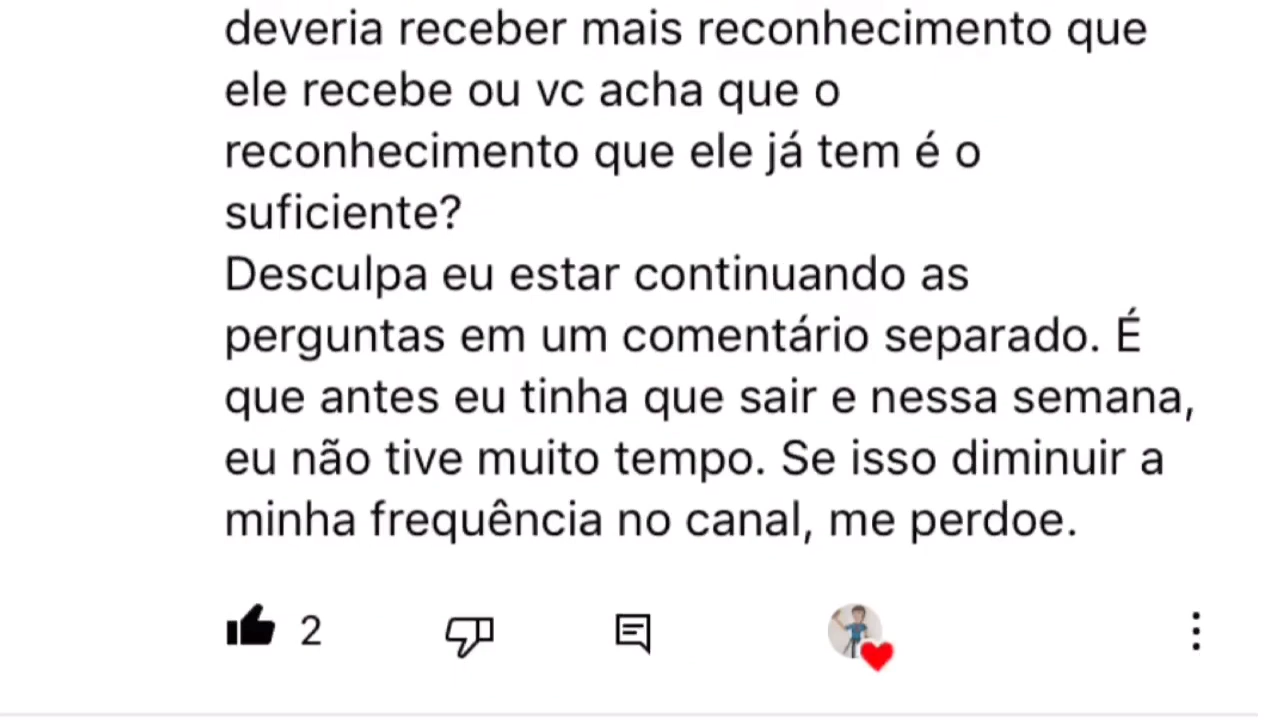 deveria receber mais reconhecimento que
ele recebe ou vc acha que o
reconhecimento que ele já tem é o
suficiente?
Desculpa eu estar continuando as
perguntas em um comentário separado. É
que antes eu tinha que sair e nessa semana,
eu não tive muito tempo. Se isso diminuir a
minha frequência no canal, me perdoe.
2